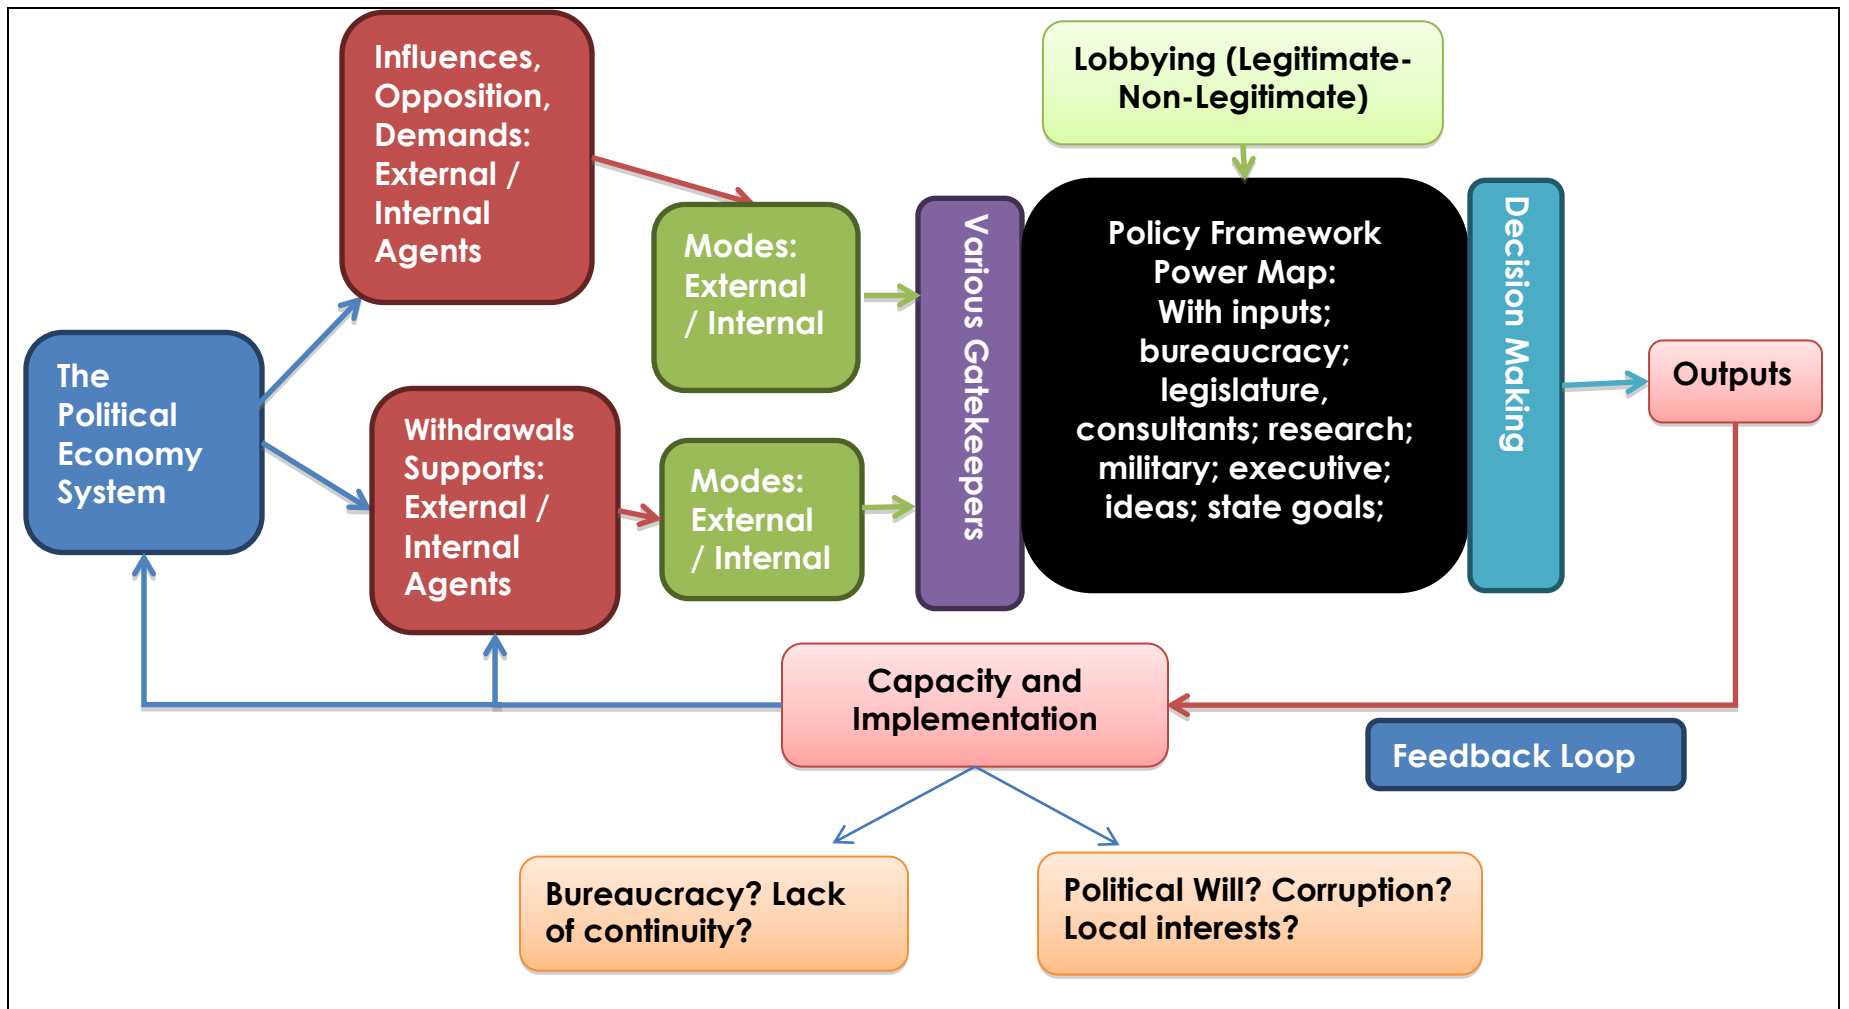 Influences,
Opposition,
Demands:
External /
Internal
Agents
Lobbying (Legitimate-
Non-Legitimate)
Modes:
External
/ Internal
Various Gatekeepers
Policy Framework
Power Map:
With inputs;
bureaucracy;
legislature,
consultants; research;
military; executive;
ideas; state goals;
Decision Making
Outputs
The
Political
Economy
System
Withdrawals
Supports:
External /
Internal
Agents
Modes:
External
/ Internal
Capacity and
Implementation
Feedback Loop
Bureaucracy? Lack
of continuity?
Political Will? Corruption?
Local interests?